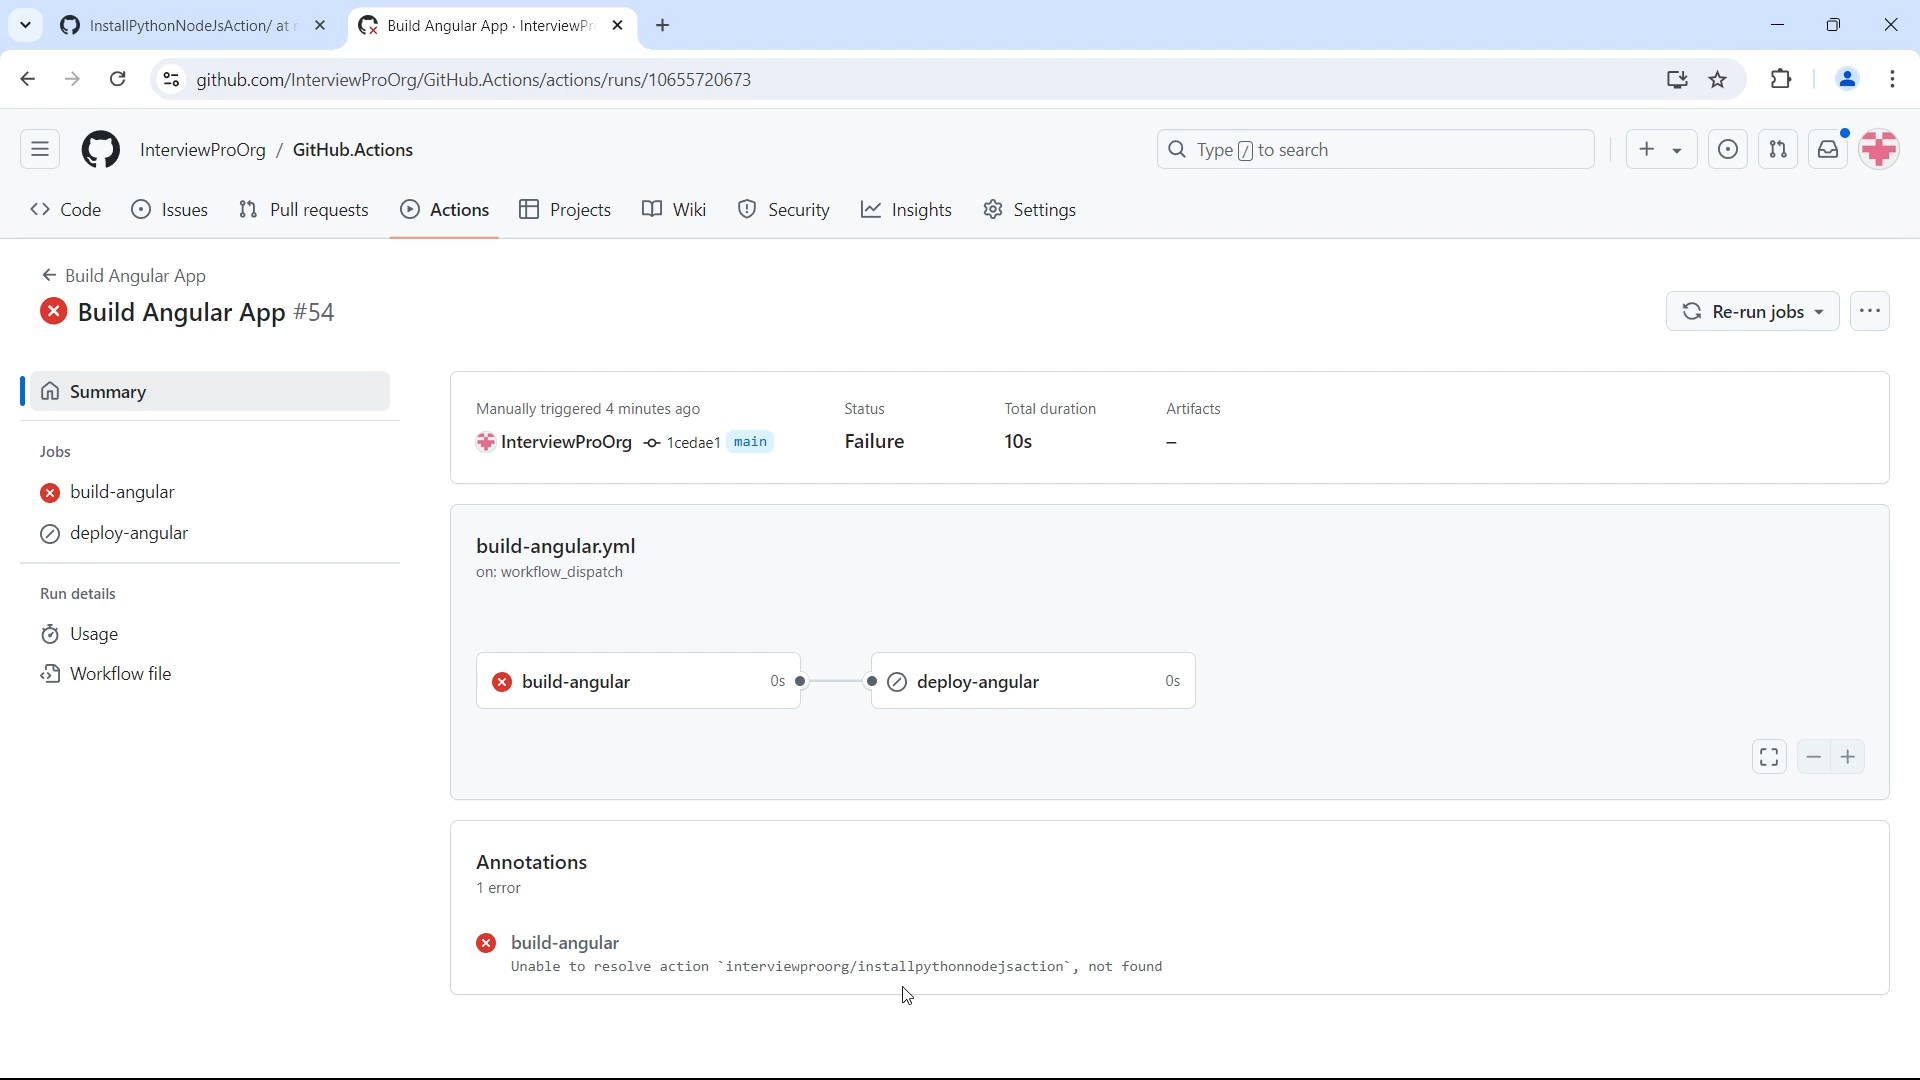 InstallPythonNodeJsAction/ at
Build Angular App · InterviewPr
github.com/InterviewProOrg/GitHub.Actions/actions/runs/10655720673
InterviewProOrg / GitHub.Actions
Type / to search
Code Issues Pull requests Actions Projects Wiki Security Insights Settings
Build Angular App
Build Angular App #54
Re-run jobs
Summary
Jobs
build-angular
deploy-angular
Run details
Usage
Workflow file
Manually triggered 4 minutes ago
InterviewProOrg 1cedae1 main
Status
Failure
Total duration
10s
Artifacts
–
build-angular.yml
on: workflow_dispatch
build-angular 0s
deploy-angular 0s
Annotations
1 error
build-angular
Unable to resolve action `interviewproorg/installpythonnodejsaction`, not found